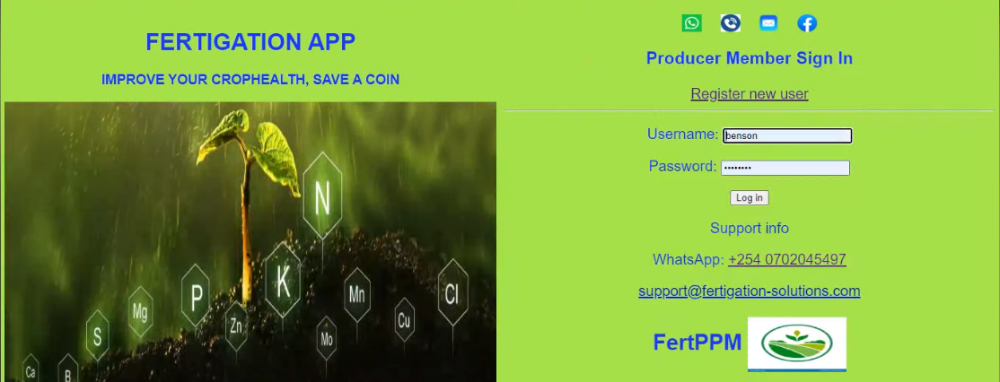 FERTIGATION APP
IMPROVE YOUR CROPHEALTH, SAVE A COIN
N
K
P
Mg
S
Zn
Mn
Mo
Cu
Cl
Ca
B
Producer Member Sign In
Register new user
Username: benson
Password: ••••••••
Log in
Support info
WhatsApp: +254 0702045497
support@fertigation-solutions.com
FertPPM